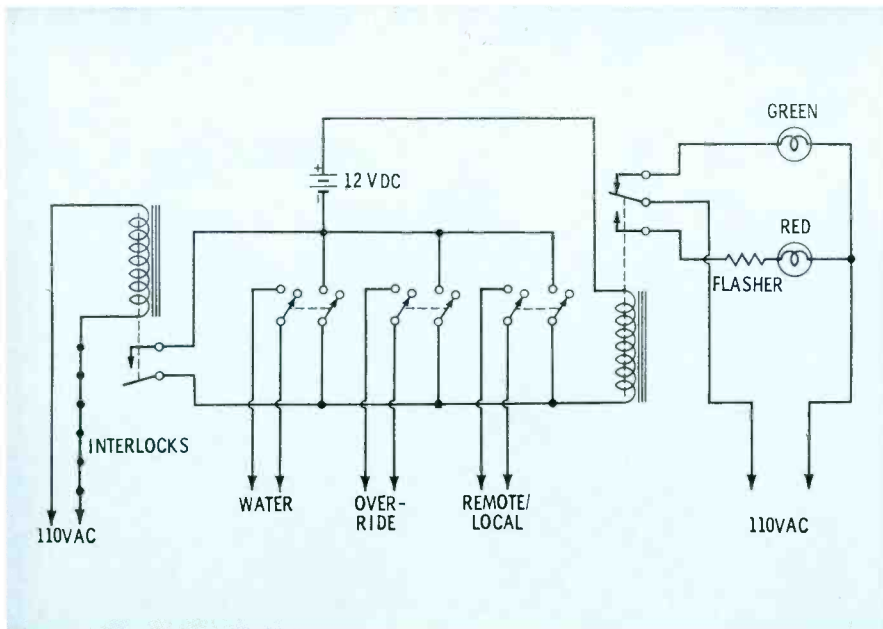 GREEN
+
12 VDC
-
RED
FLASHER
INTERLOCKS
WATER
OVER-
RIDE
REMOTE/
LOCAL
110VAC
110VAC